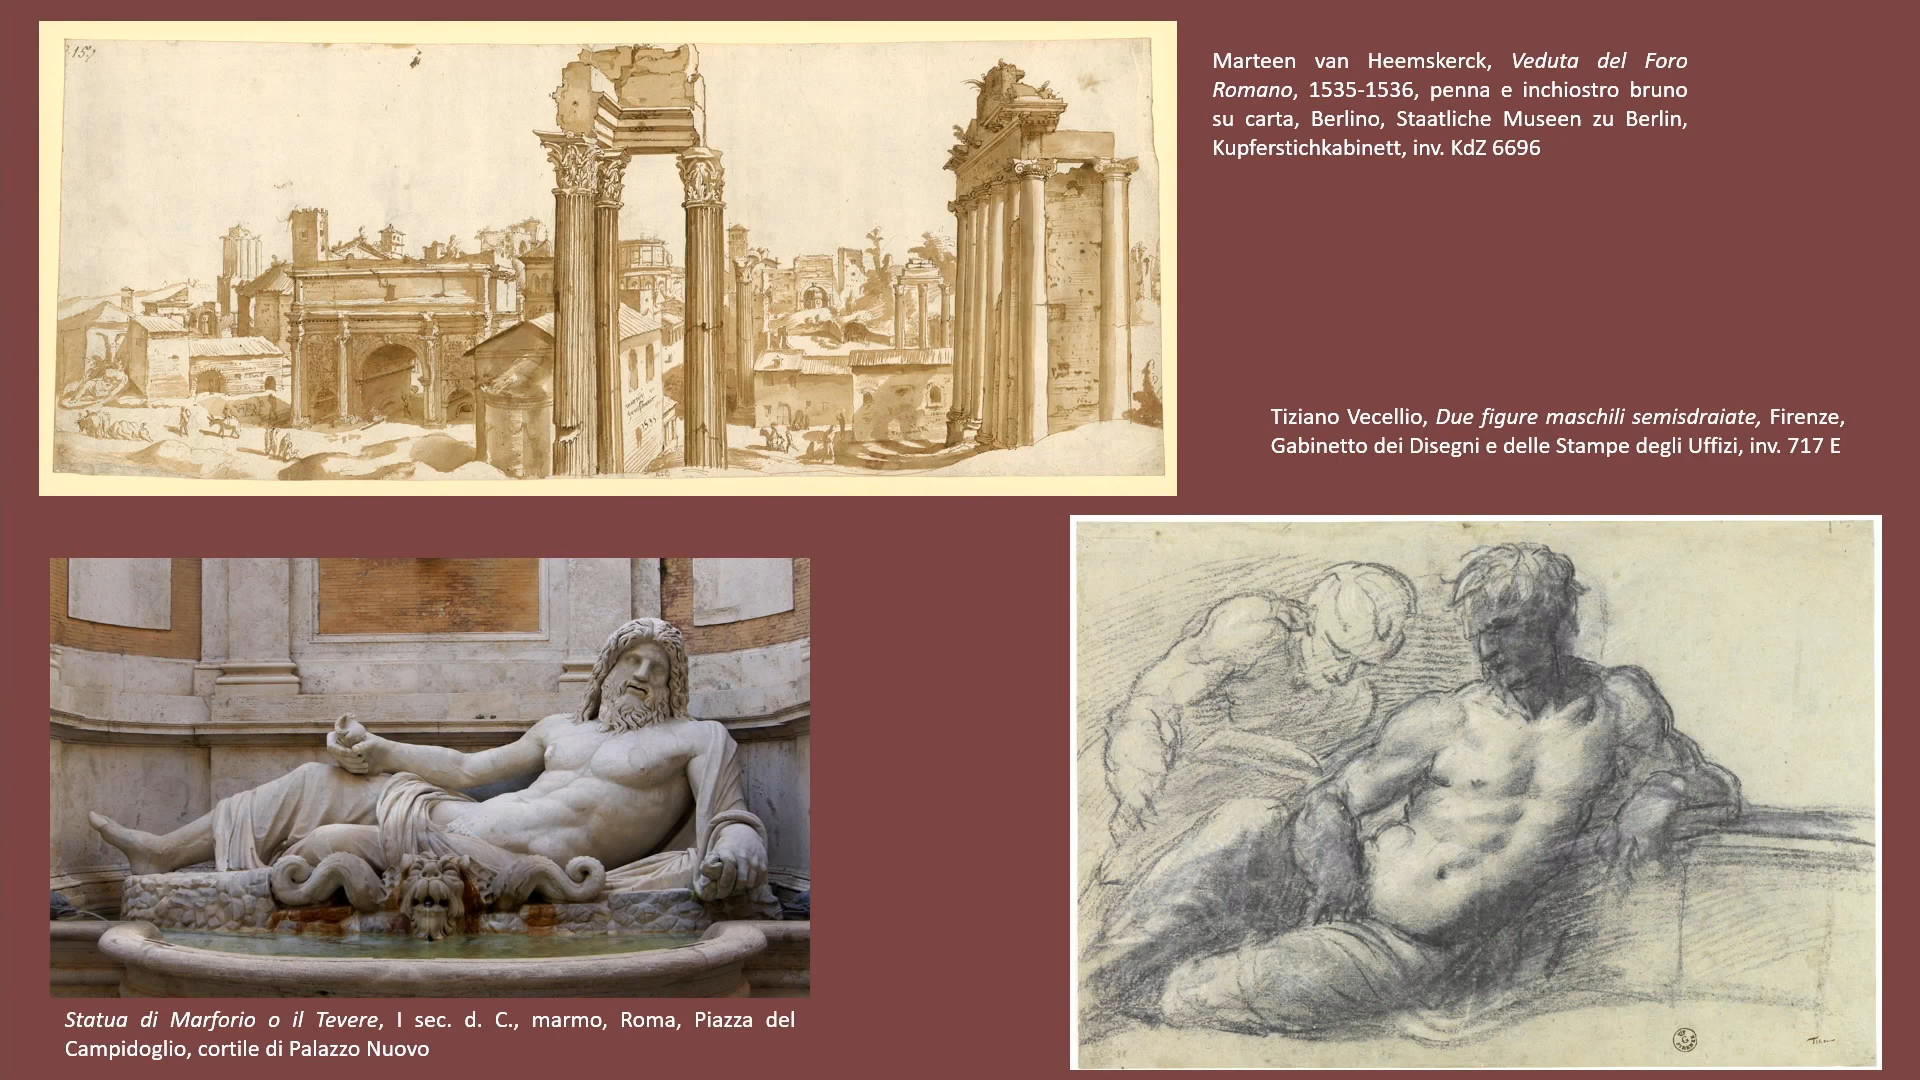 Marteen van Heemskerck, Veduta del Foro
Romano, 1535-1536, penna e inchiostro bruno
su carta, Berlino, Staatliche Museen zu Berlin,
Kupferstichkabinett, inv. KdZ 6696
Tiziano Vecellio, Due figure maschili semisdraiate, Firenze,
Gabinetto dei Disegni e delle Stampe degli Uffizi, inv. 717 E
Statua di Marforio o il Tevere, I sec. d. C., marmo, Roma, Piazza del
Campidoglio, cortile di Palazzo Nuovo